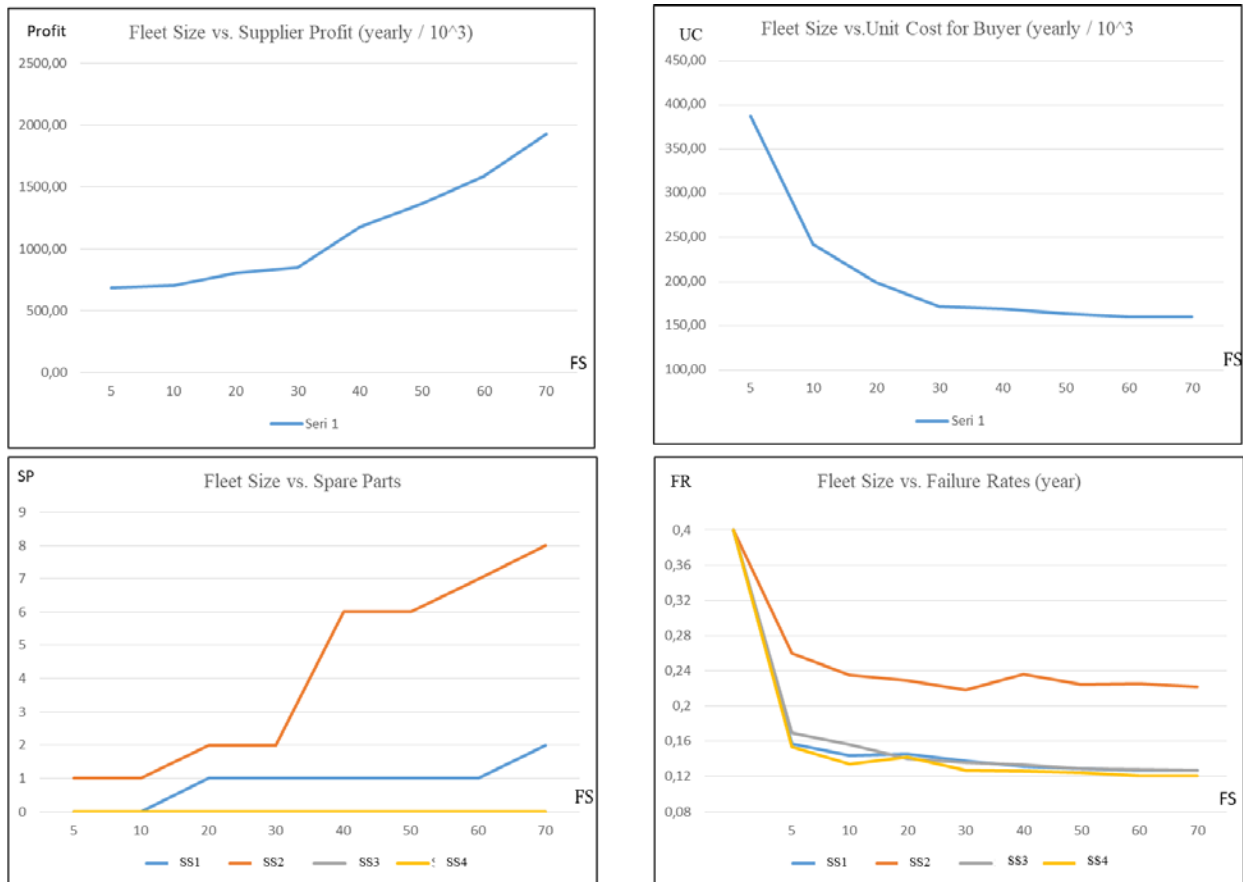 Profit
Fleet Size vs. Supplier Profit (yearly / 10^3)
2500,00
2000,00
1500,00
1000,00
500,00
0,00
FS
5 10 20 30 40 50 60 70
Seri 1
UC
Fleet Size vs.Unit Cost for Buyer (yearly / 10^3
450,00
400,00
350,00
300,00
250,00
200,00
150,00
100,00
FS
5 10 20 30 40 50 60 70
Seri 1
SP
Fleet Size vs. Spare Parts
9
8
7
6
5
4
3
2
1
0
FS
5 10 20 30 40 50 60 70
SS1 SS2 SS3 SS4
FR
Fleet Size vs. Failure Rates (year)
0,4
0,36
0,32
0,28
0,24
0,2
0,16
0,12
0,08
FS
5 10 20 30 40 50 60 70
SS1 SS2 SS3 SS4